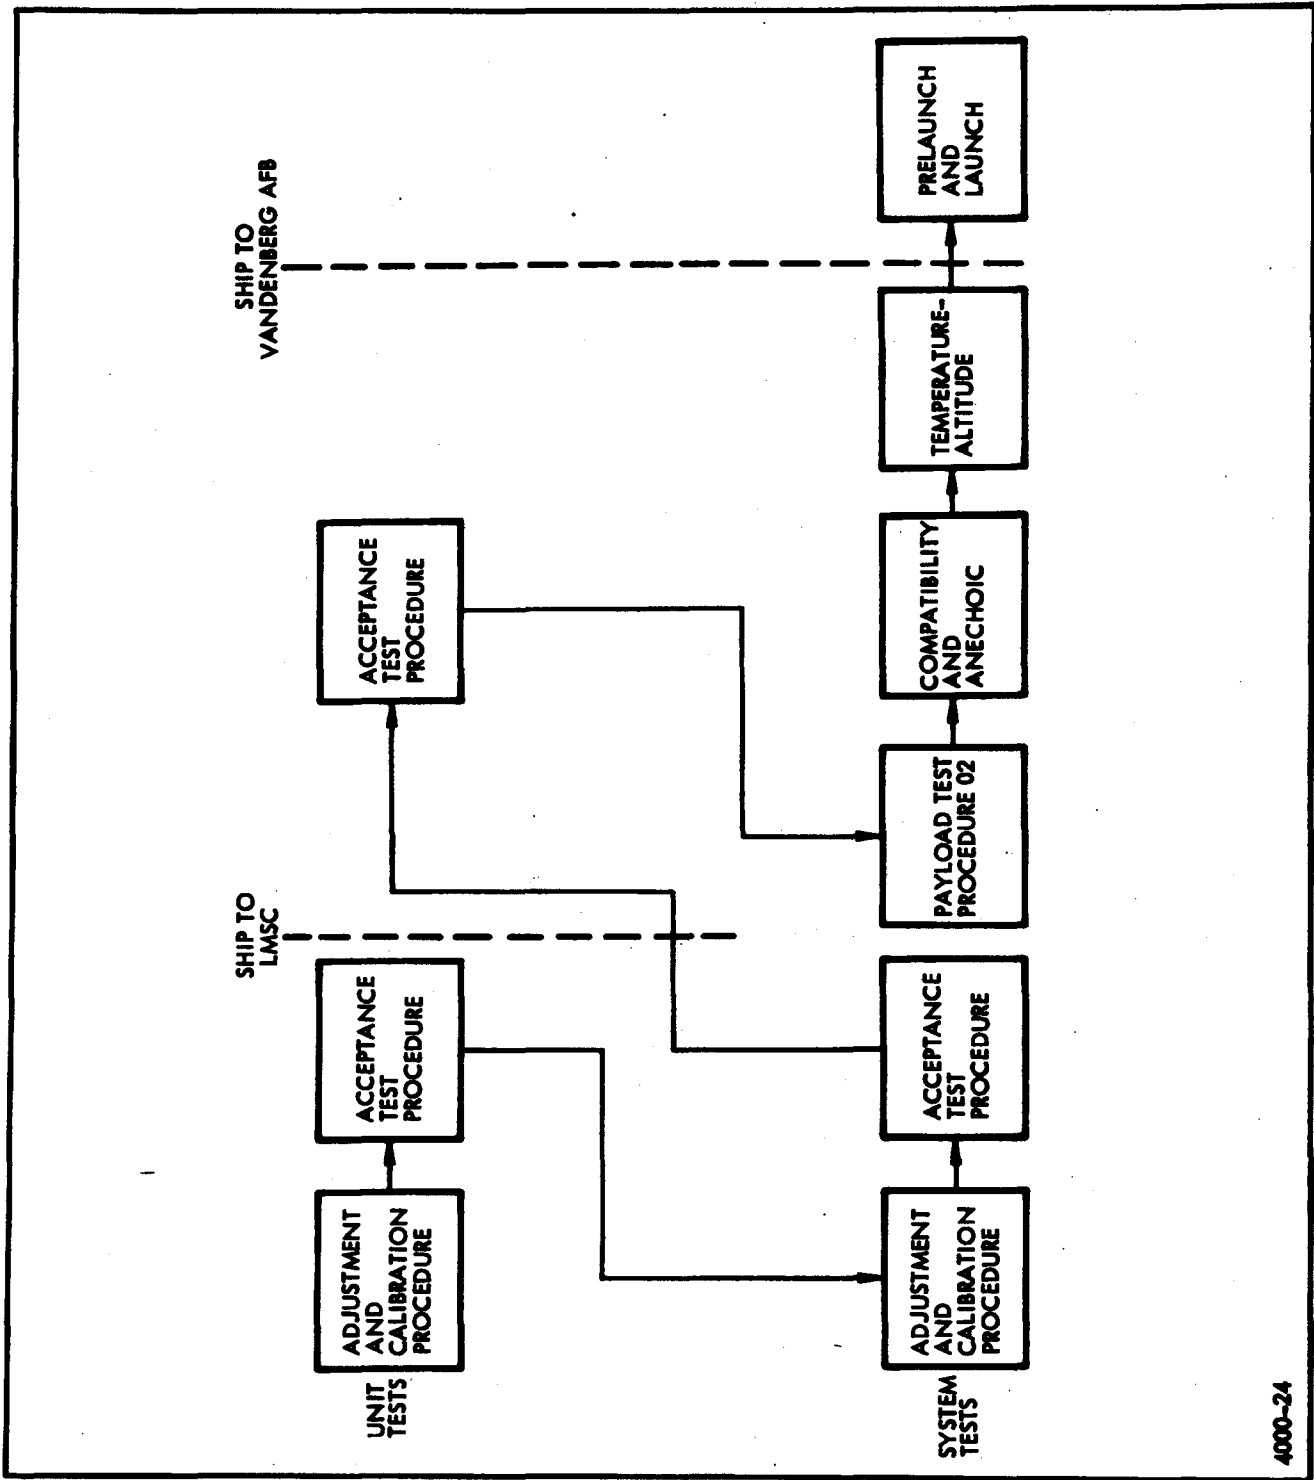 SHIP TO
LMSC
SHIP TO
VANDENBERG AFB
UNIT
TESTS
ADJUSTMENT
AND
CALIBRATION
PROCEDURE
ACCEPTANCE
TEST
PROCEDURE
ACCEPTANCE
TEST
PROCEDURE
SYSTEM
TESTS
ADJUSTMENT
AND
CALIBRATION
PROCEDURE
ACCEPTANCE
TEST
PROCEDURE
PAYLOAD TEST
PROCEDURE 02
COMPATIBILITY
AND
ANECHOIC
TEMPERATURE-
ALTITUDE
PRELAUNCH
AND
LAUNCH
4000-24